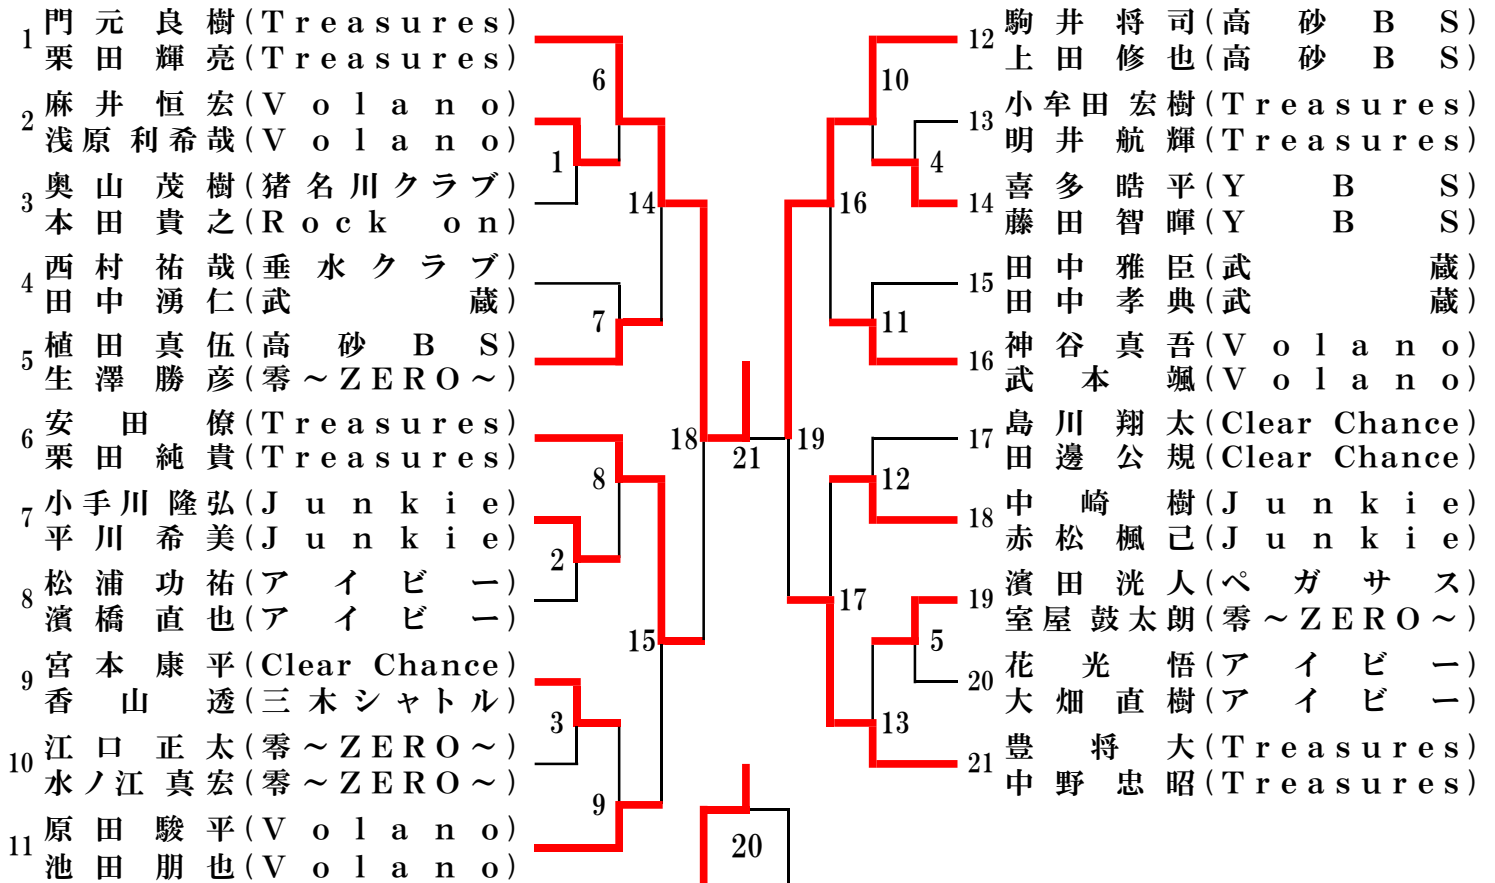 1 門元良樹(Treasures)
栗田輝亮(Treasures)
2 麻井恒宏(Volano)
浅原利希哉(Volano)
3 奥山茂樹(猪名川クラブ)
本田貴之(Rock on)
4 西村祐哉(垂水クラブ)
田中湧仁(武蔵)
5 植田真伍(高砂BS)
生澤勝彦(零～ZERO～)
6 安田僚(Treasures)
栗田純貴(Treasures)
7 小手川隆弘(Junkie)
平川希美(Junkie)
8 松浦功祐(アイビー)
濱橋直也(アイビー)
9 宮本康平(Clear Chance)
香山透(三木シャトル)
10 江口正太(零～ZERO～)
水ノ江真宏(零～ZERO～)
11 原田駿平(Volano)
池田朋也(Volano)
6
1
14
7
18
8
2
15
3
9
21
20
19
10
4
16
11
12
17
5
13
12 駒井将司(高砂BS)
上田修也(高砂BS)
13 小牟田宏樹(Treasures)
明井航輝(Treasures)
14 喜多晧平(YBS)
藤田智暉(YBS)
15 田中雅臣(武蔵)
田中孝典(武蔵)
16 神谷真吾(Volano)
武本颯(Volano)
17 島川翔太(Clear Chance)
田邊公規(Clear Chance)
18 中崎樹(Junkie)
赤松楓己(Junkie)
19 濱田洸人(ペガサス)
室屋鼓太朗(零～ZERO～)
20 花光悟(アイビー)
大畑直樹(アイビー)
21 豊将大(Treasures)
中野忠昭(Treasures)